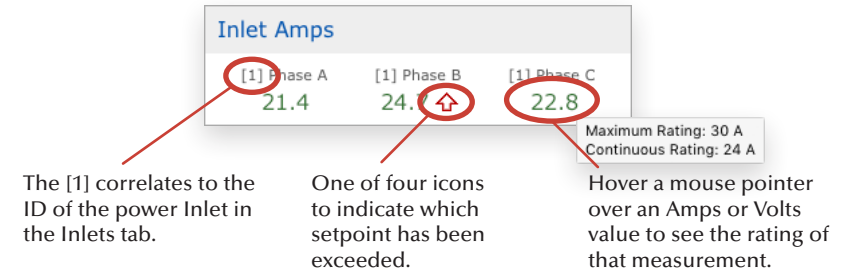 Inlet Amps
[1] Phase A [1] Phase B [1] Phase C
21.4 24.7 22.8
Maximum Rating: 30 A
Continuous Rating: 24 A
The [1] correlates to the
ID of the power Inlet in
the Inlets tab.
One of four icons
to indicate which
setpoint has been
exceeded.
Hover a mouse pointer
over an Amps or Volts
value to see the rating of
that measurement.